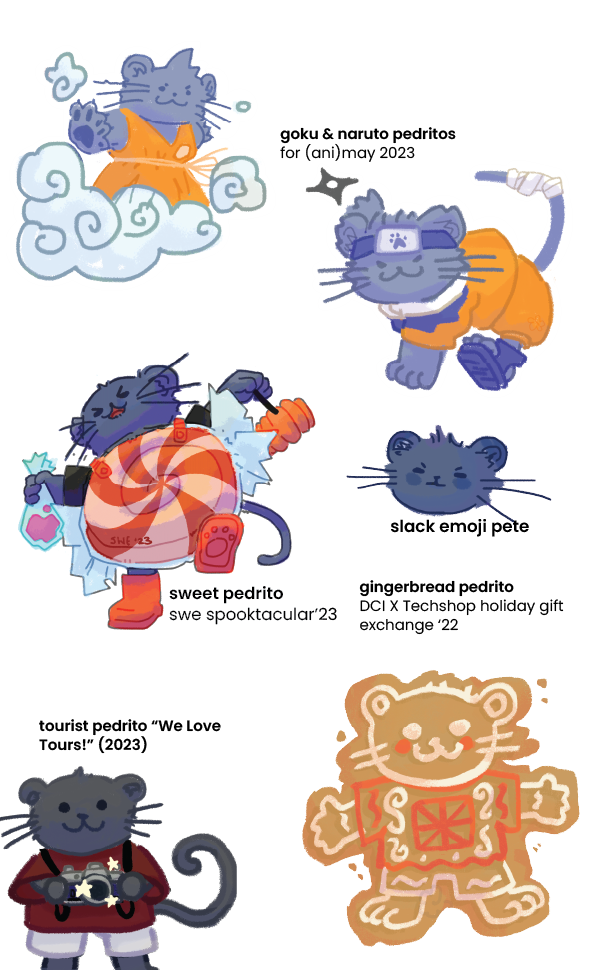 goku & naruto pedritos
for (ani)may 2023
slack emoji pete
SWE '23
sweet pedrito
swe spooktacular’23
gingerbread pedrito
DCI X Techshop holiday gift
exchange ‘22
tourist pedrito “We Love
Tours!” (2023)